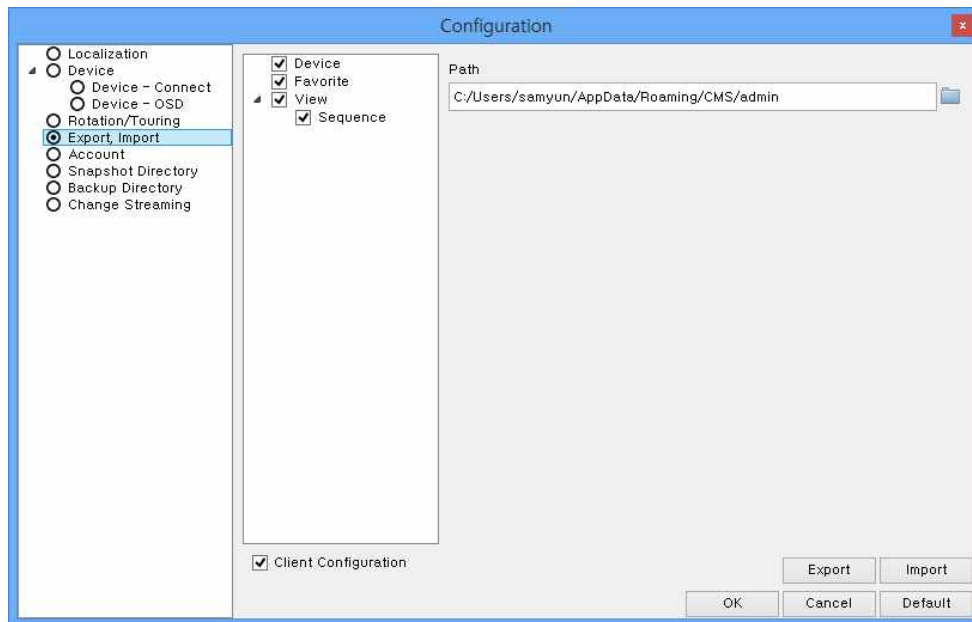 Configuration
x
Localization
Device
Device - Connect
Device - OSD
Rotation/Touring
Export, Import
Account
Snapshot Directory
Backup Directory
Change Streaming
Device
Favorite
View
Sequence
Client Configuration
Path
C:/Users/samyun/AppData/Roaming/CMS/admin
Export Import
OK Cancel Default